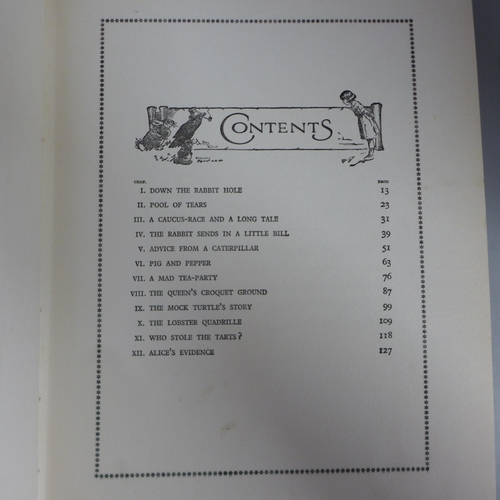 CONTENTS
CHAP. PAGE
I. DOWN THE RABBIT HOLE 13
II. POOL OF TEARS 23
III. A CAUCUS-RACE AND A LONG TALE 31
IV. THE RABBIT SENDS IN A LITTLE BILL 39
V. ADVICE FROM A CATERPILLAR 51
VI. PIG AND PEPPER 63
VII. A MAD TEA-PARTY 76
VIII. THE QUEEN'S CROQUET GROUND 87
IX. THE MOCK TURTLE'S STORY 99
X. THE LOBSTER QUADRILLE 109
XI. WHO STOLE THE TARTS? 118
XII. ALICE'S EVIDENCE 127